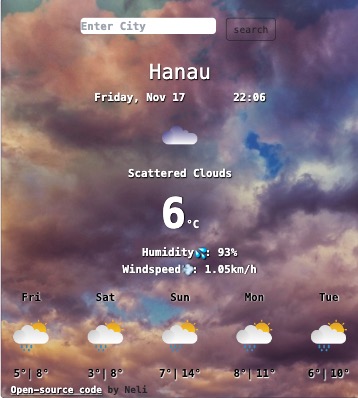 Enter City search
Hanau
Friday, Nov 17 22:06
Scattered Clouds
6°C
Humidity💦: 93%
Windspeed💨: 1.05km/h
Fri Sat Sun Mon Tue
5°| 8° 3°| 8° 7°| 14° 8°| 11° 6°| 10°
Open-source code by Neli